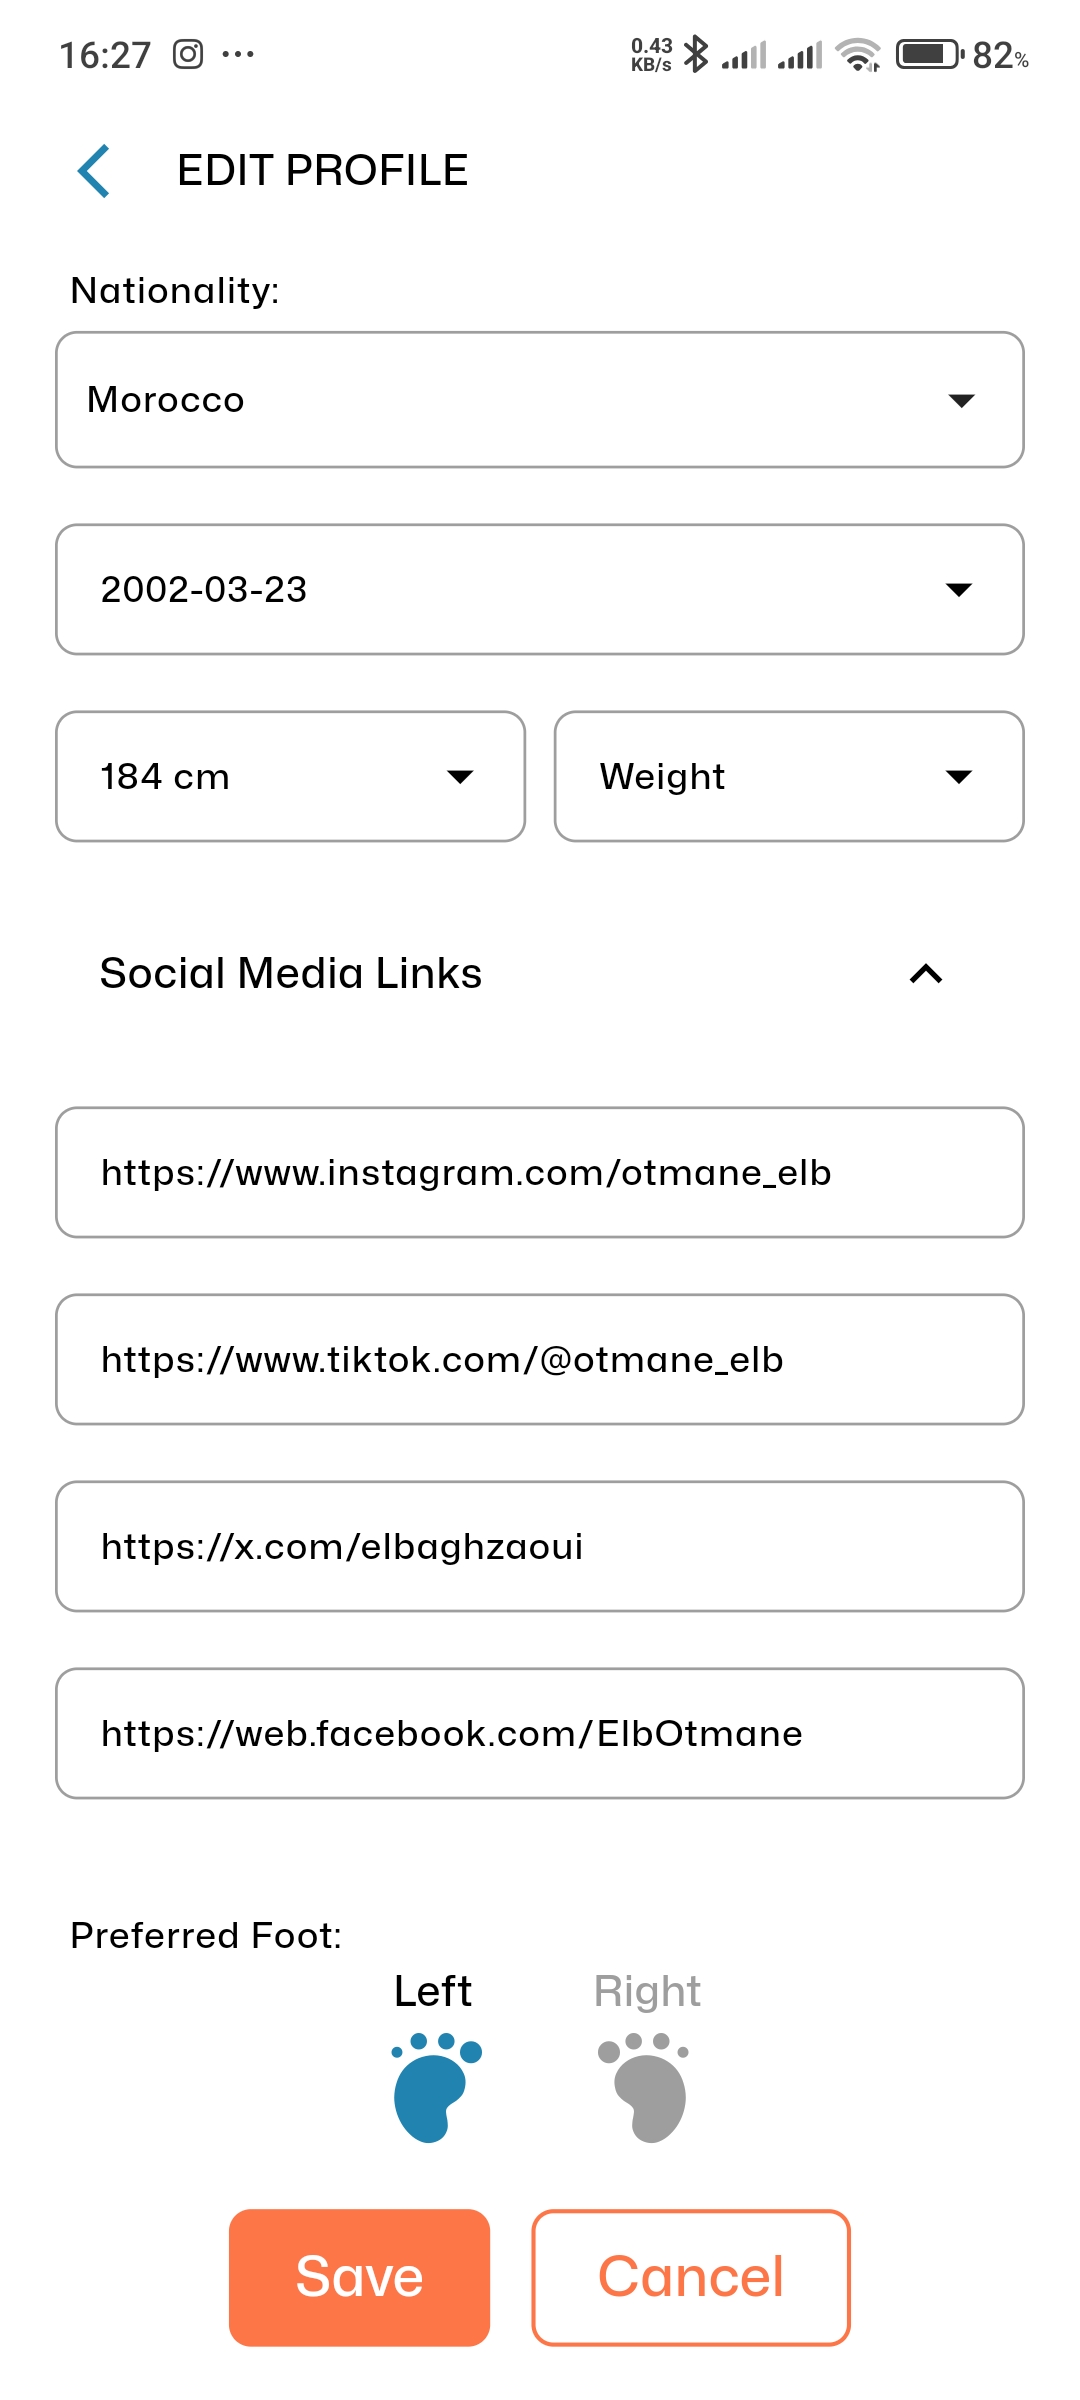 16:27 ... 0.43 KB/s 82%
EDIT PROFILE
Nationality:
Morocco
2002-03-23
184 cm Weight
Social Media Links
https://www.instagram.com/otmane_elb
https://www.tiktok.com/@otmane_elb
https://x.com/elbaghzaoui
https://web.facebook.com/ElbOtmane
Preferred Foot:
Left Right
Save Cancel